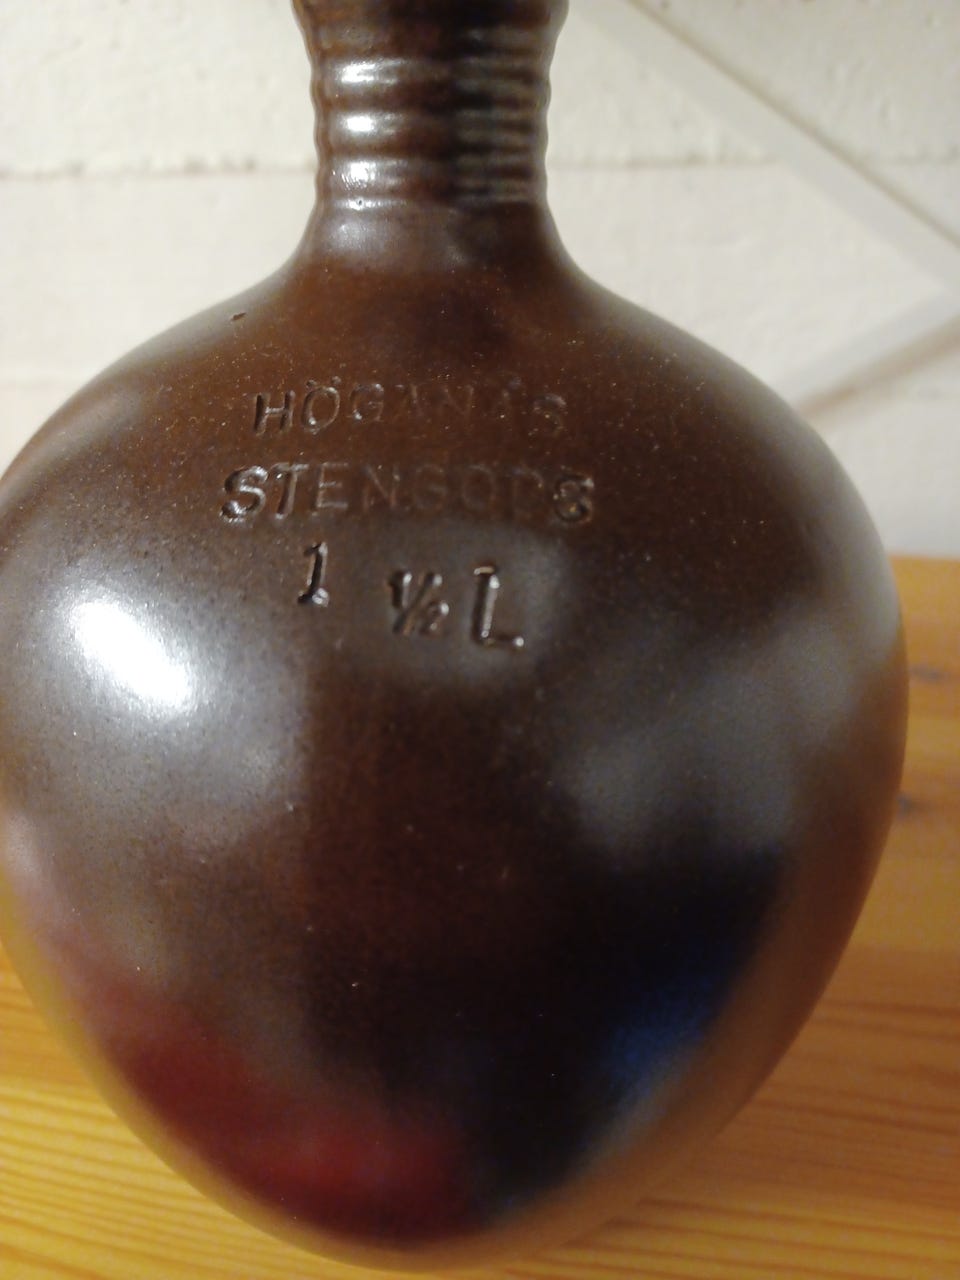 HÖGANÄS
STENGODS
1 ½ L